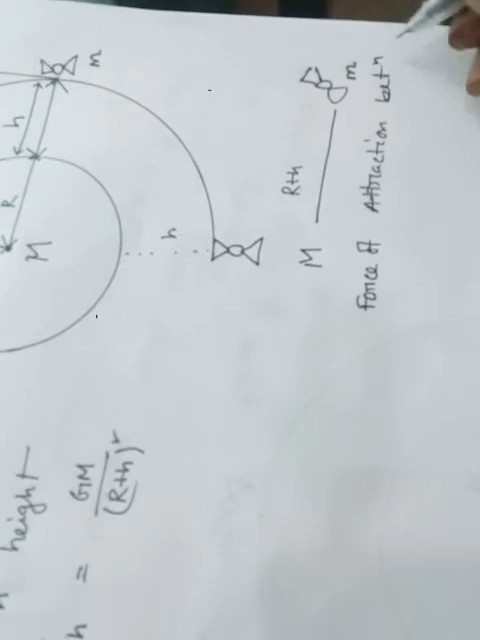 height
R
h
M
m
h = GM
(R+h)²
h
R+h
M
m
Force of Attraction betⁿ